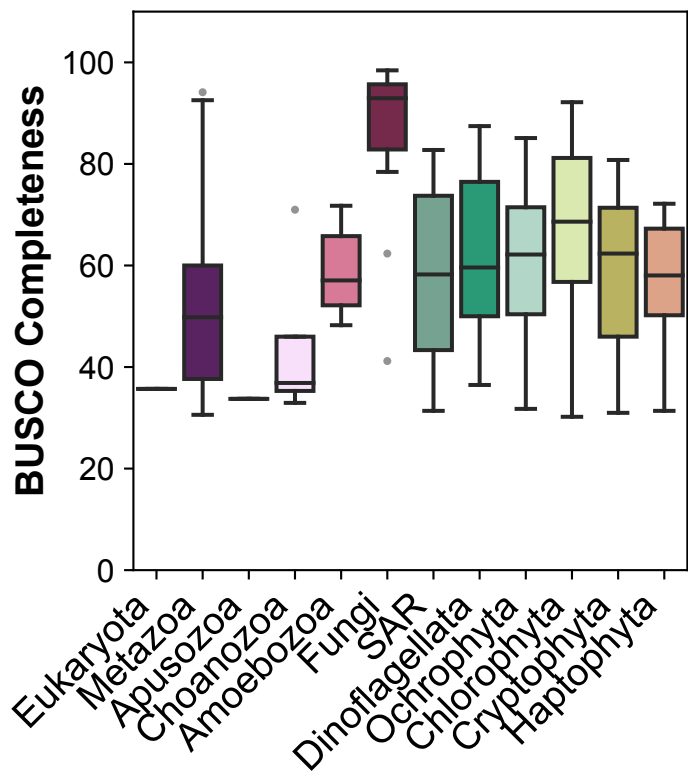 BUSCO Completeness
100
80
60
40
20
0
Eukaryota
Metazoa
Apusozoa
Choanozoa
Amoebozoa
Fungi
SAR
Dinoflagellata
Ochrophyta
Chlorophyta
Cryptophyta
Haptophyta